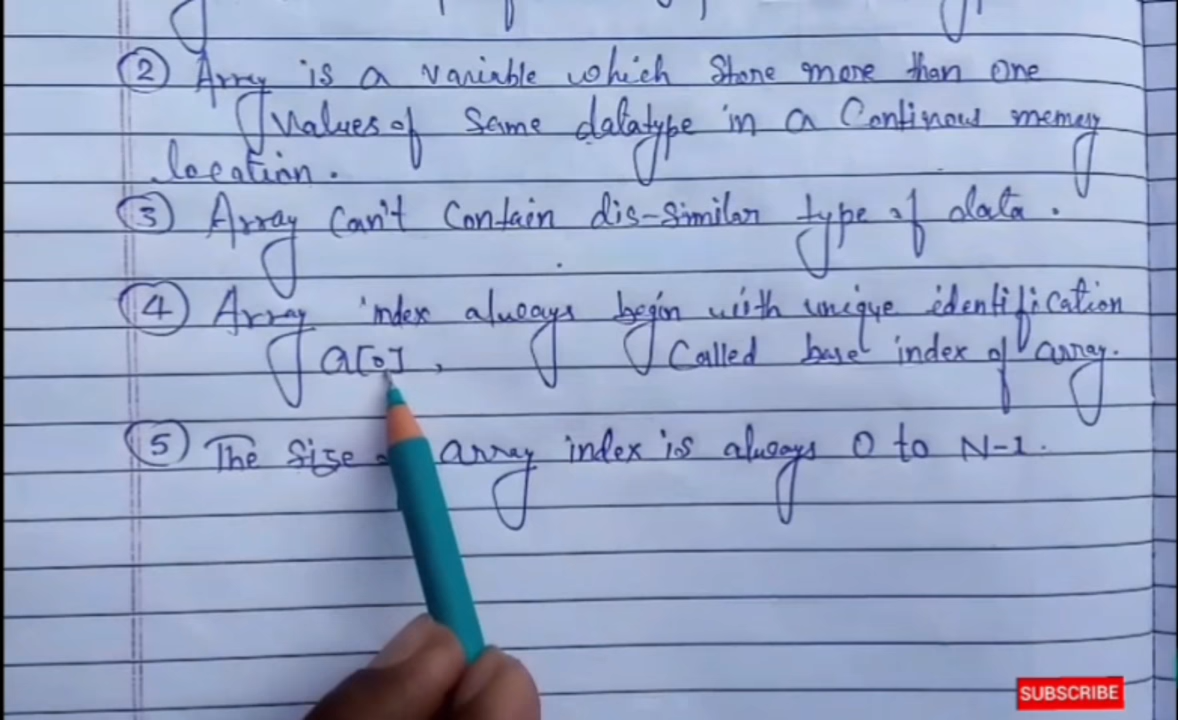 ② Array is a variable which Store more than one
values of same datatype in a Continous memory
location.
③ Array Can't Contain dis-similar type of data.
④ Array index always begin with unique identification
a[0], Called base index of array.
⑤ The Size array index is always 0 to N-1.
SUBSCRIBE